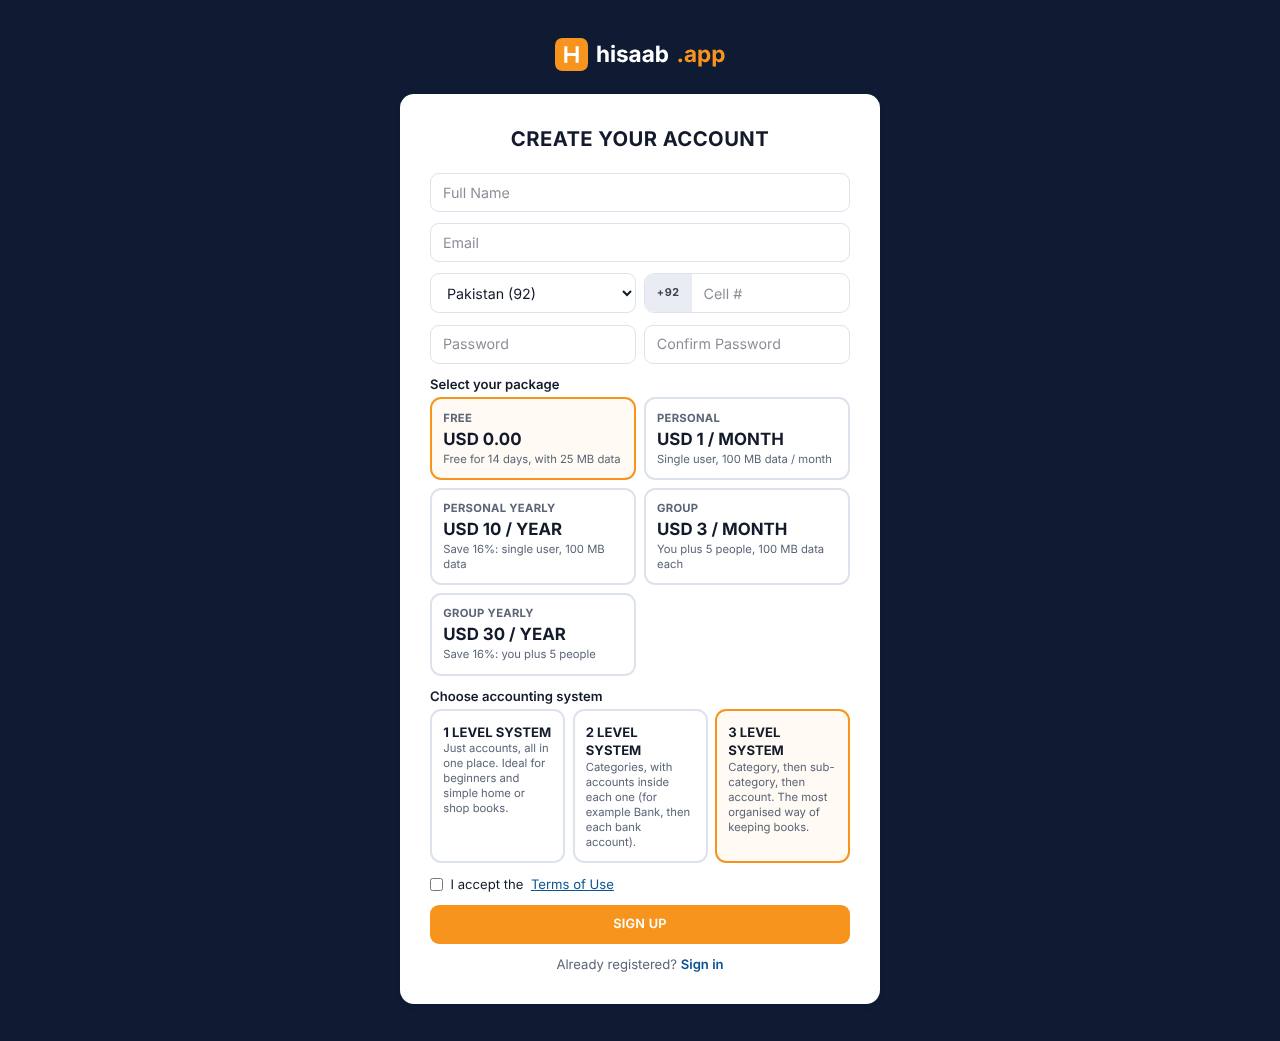 H hisaab .app
CREATE YOUR ACCOUNT
Full Name
Email
Pakistan (92)
+92 Cell #
Password
Confirm Password
Select your package
FREE
USD 0.00
Free for 14 days, with 25 MB data
PERSONAL
USD 1 / MONTH
Single user, 100 MB data / month
PERSONAL YEARLY
USD 10 / YEAR
Save 16%: single user, 100 MB
data
GROUP
USD 3 / MONTH
You plus 5 people, 100 MB data
each
GROUP YEARLY
USD 30 / YEAR
Save 16%: you plus 5 people
Choose accounting system
1 LEVEL SYSTEM
Just accounts, all in
one place. Ideal for
beginners and
simple home or
shop books.
2 LEVEL
SYSTEM
Categories, with
accounts inside
each one (for
example Bank, then
each bank
account).
3 LEVEL
SYSTEM
Category, then sub-
category, then
account. The most
organised way of
keeping books.
I accept the Terms of Use
SIGN UP
Already registered? Sign in